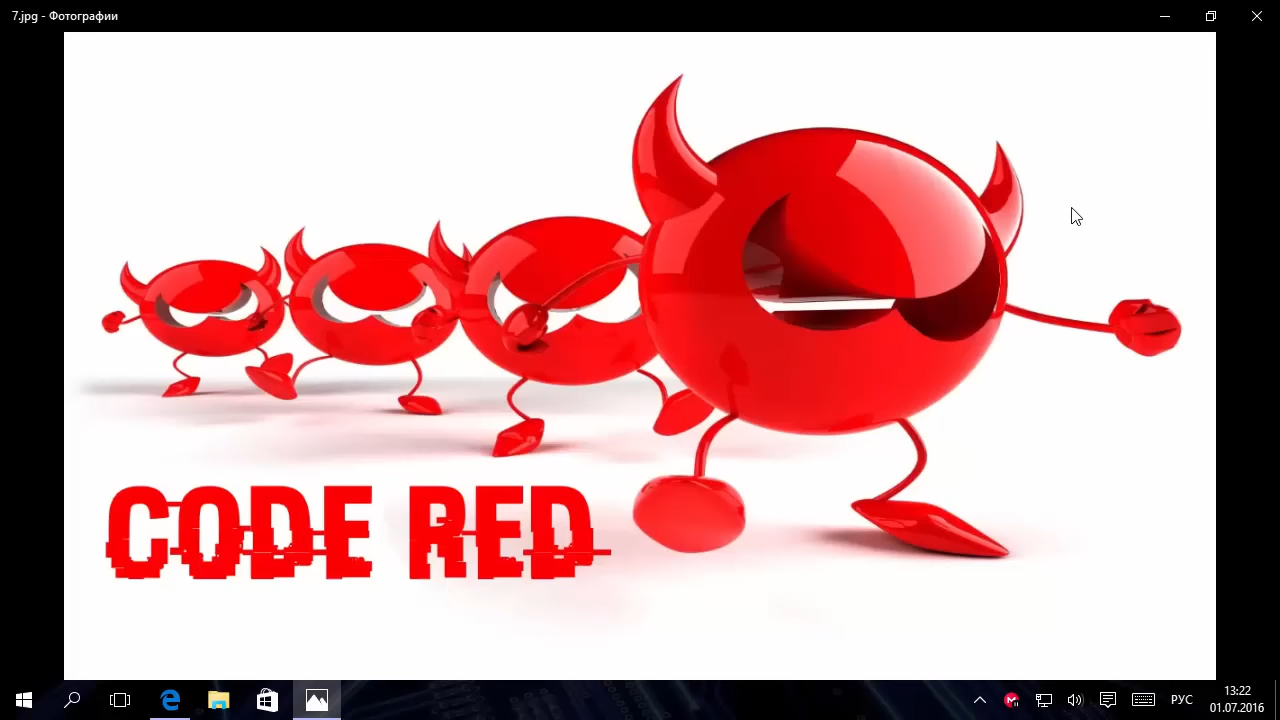 7.jpg - Фотографии
CODE RED
РУС
13:22
01.07.2016